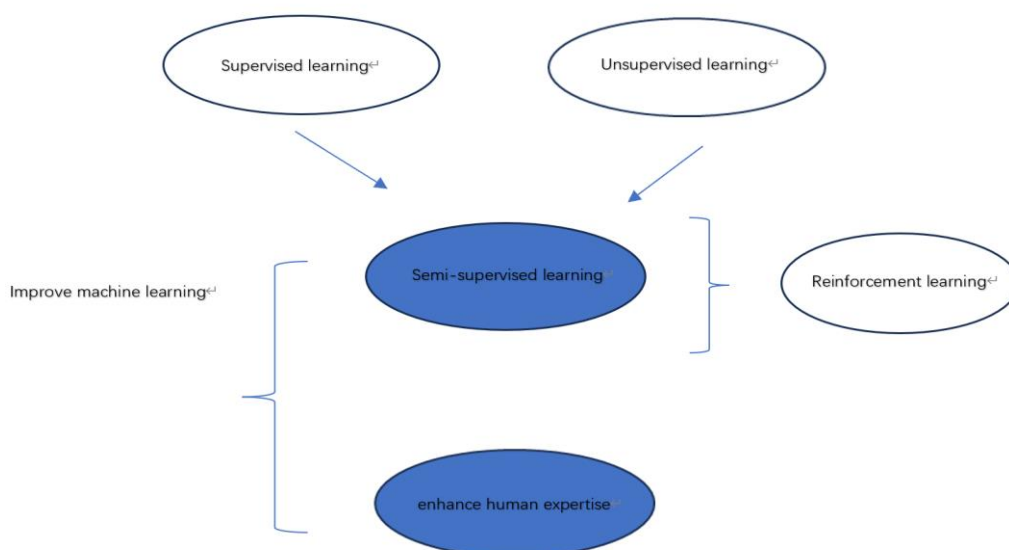 Supervised learning↵
Unsupervised learning↵
Semi-supervised learning↵
Improve machine learning↵
Reinforcement learning↵
enhance human expertise↵